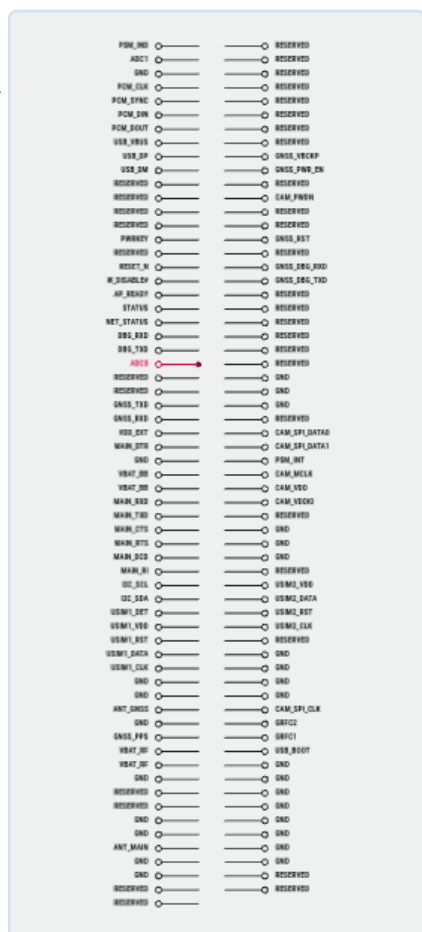 PSM_IND RESERVED
ADC1 RESERVED
GND RESERVED
PCM_CLK RESERVED
PCM_SYNC RESERVED
PCM_DIN RESERVED
PCM_DOUT RESERVED
USB_VBUS RESERVED
USB_DP GNSS_VBCKP
USB_DM GNSS_PWR_EN
RESERVED RESERVED
RESERVED CAM_PWDN
RESERVED RESERVED
RESERVED RESERVED
PWRKEY GNSS_RST
RESERVED RESERVED
RESET_N GNSS_DBG_RXD
W_DISABLE# GNSS_DBG_TXD
AP_READY RESERVED
STATUS RESERVED
NET_STATUS RESERVED
DBG_RXD RESERVED
DBG_TXD RESERVED
ADC0 RESERVED
RESERVED GND
RESERVED GND
GNSS_TXD GND
GNSS_RXD RESERVED
VDD_EXT CAM_SPI_DATA0
MAIN_DTR CAM_SPI_DATA1
GND PSM_INT
VBAT_BB CAM_MCLK
VBAT_BB CAM_VDD
MAIN_RXD CAM_VDDIO
MAIN_TXD RESERVED
MAIN_CTS GND
MAIN_RTS GND
MAIN_DCD GND
MAIN_RI RESERVED
I2C_SCL USIM2_VDD
I2C_SDA USIM2_DATA
USIM1_DET USIM2_RST
USIM1_VDD USIM2_CLK
USIM1_RST RESERVED
USIM1_DATA GND
USIM1_CLK GND
GND GND
GND GND
ANT_GNSS CAM_SPI_CLK
GND GRFC2
GNSS_PPS GRFC1
VBAT_RF USB_BOOT
VBAT_RF GND
GND GND
RESERVED GND
RESERVED GND
GND GND
GND GND
ANT_MAIN GND
GND GND
GND RESERVED
RESERVED RESERVED
RESERVED